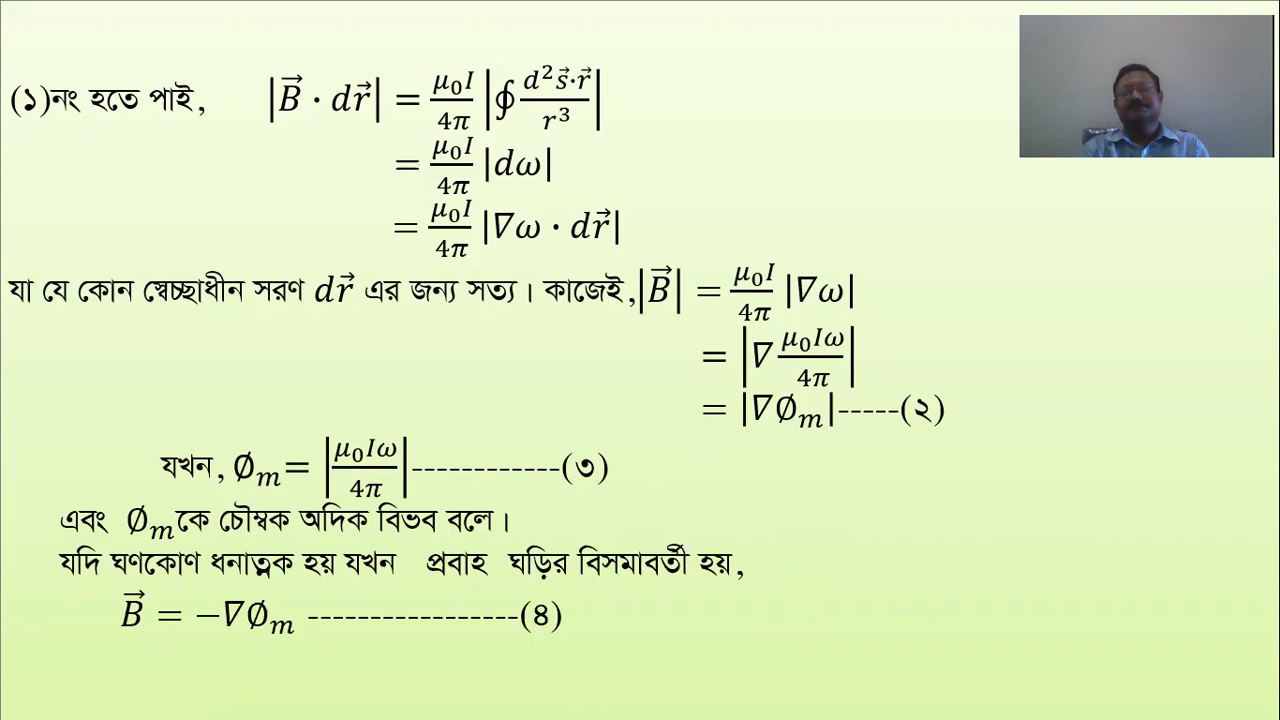 (১)নং হতে পাই, |B⃗ · dr⃗| = μ₀I/4π |∮ d²s⃗·r⃗/r³|
= μ₀I/4π |dω|
= μ₀I/4π |∇ω · dr⃗|
যা যে কোন স্বেচ্ছাধীন সরণ dr⃗ এর জন্য সত্য। কাজেই,|B⃗| = μ₀I/4π |∇ω|
= |∇ μ₀Iω/4π|
= |∇∅ₘ|-----(২)
যখন, ∅ₘ= |μ₀Iω/4π|------------(৩)
এবং ∅ₘকে চৌম্বক অদিক বিভব বলে।
যদি ঘণকোণ ধনাত্নক হয় যখন প্রবাহ ঘড়ির বিসমাবর্তী হয়,
B⃗ = −∇∅ₘ -----------------(৪)